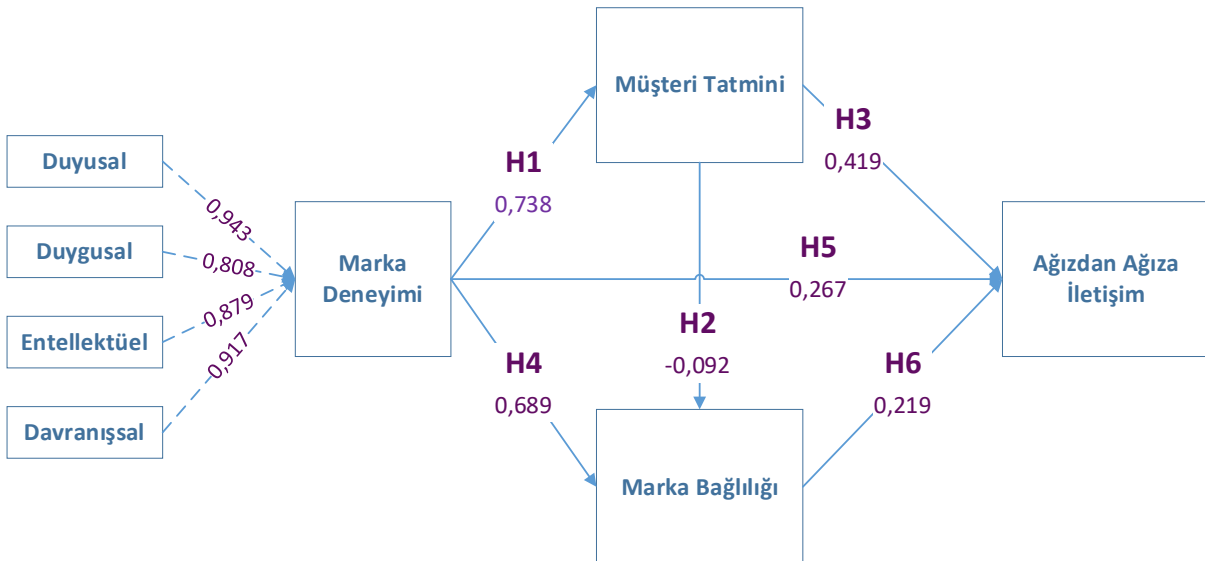 Duyusal
Duygusal
Entellektüel
Davranışsal
0,943
0,808
0,879
0,917
Marka
Deneyimi
H1
0,738
H4
0,689
Müşteri Tatmini
H2
-0,092
Marka Bağlılığı
H3
0,419
H5
0,267
H6
0,219
Ağızdan Ağıza
İletişim